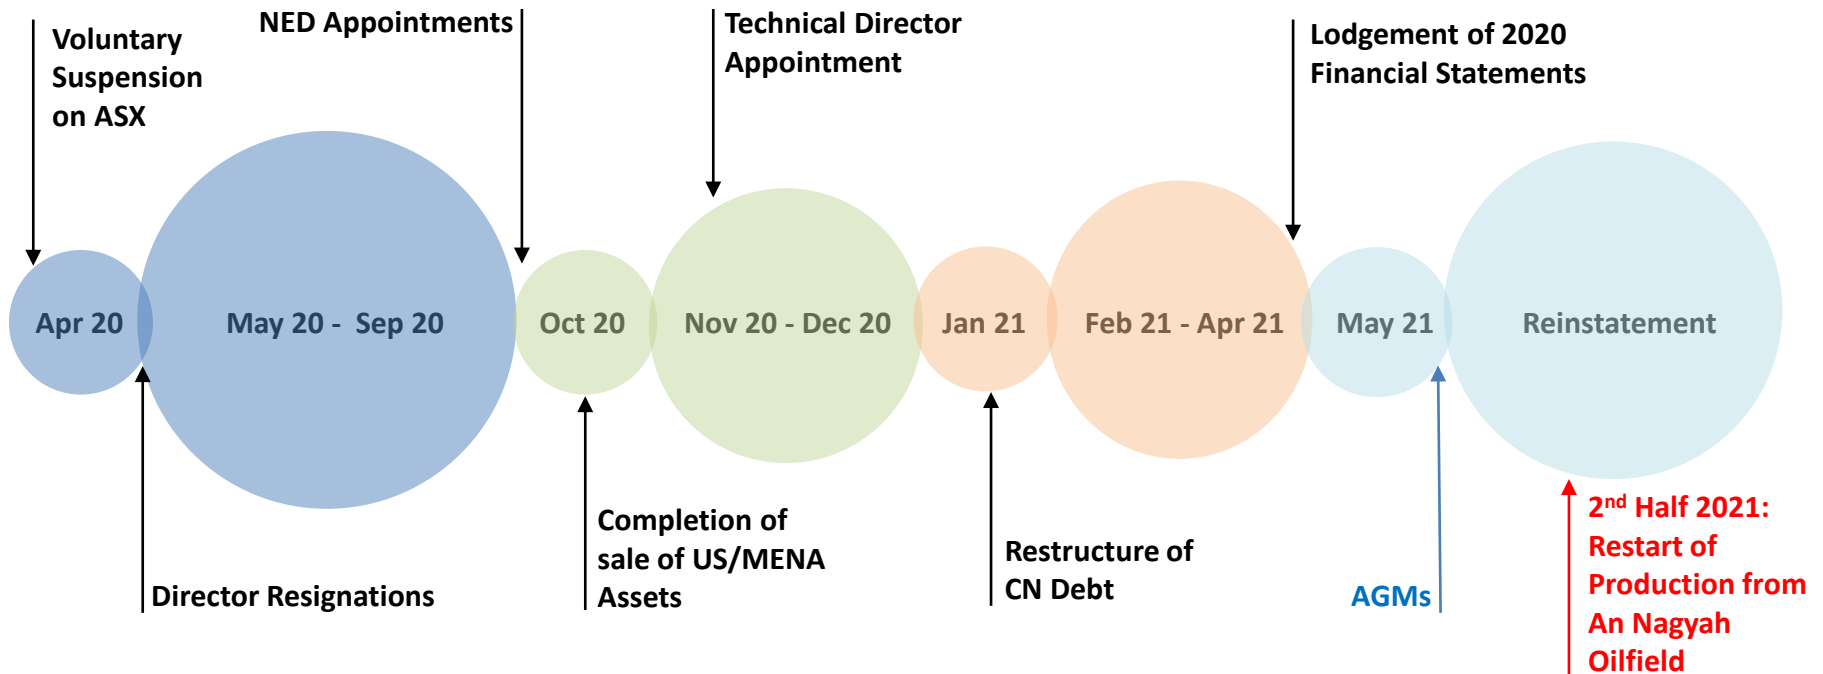 Voluntary
Suspension
on ASX
NED Appointments
Technical Director
Appointment
Lodgement of 2020
Financial Statements
Apr 20
May 20 - Sep 20
Oct 20
Nov 20 - Dec 20
Jan 21
Feb 21 - Apr 21
May 21
Reinstatement
Director Resignations
Completion of
sale of US/MENA
Assets
Restructure of
CN Debt
AGMs
2nd Half 2021:
Restart of
Production from
An Nagyah
Oilfield